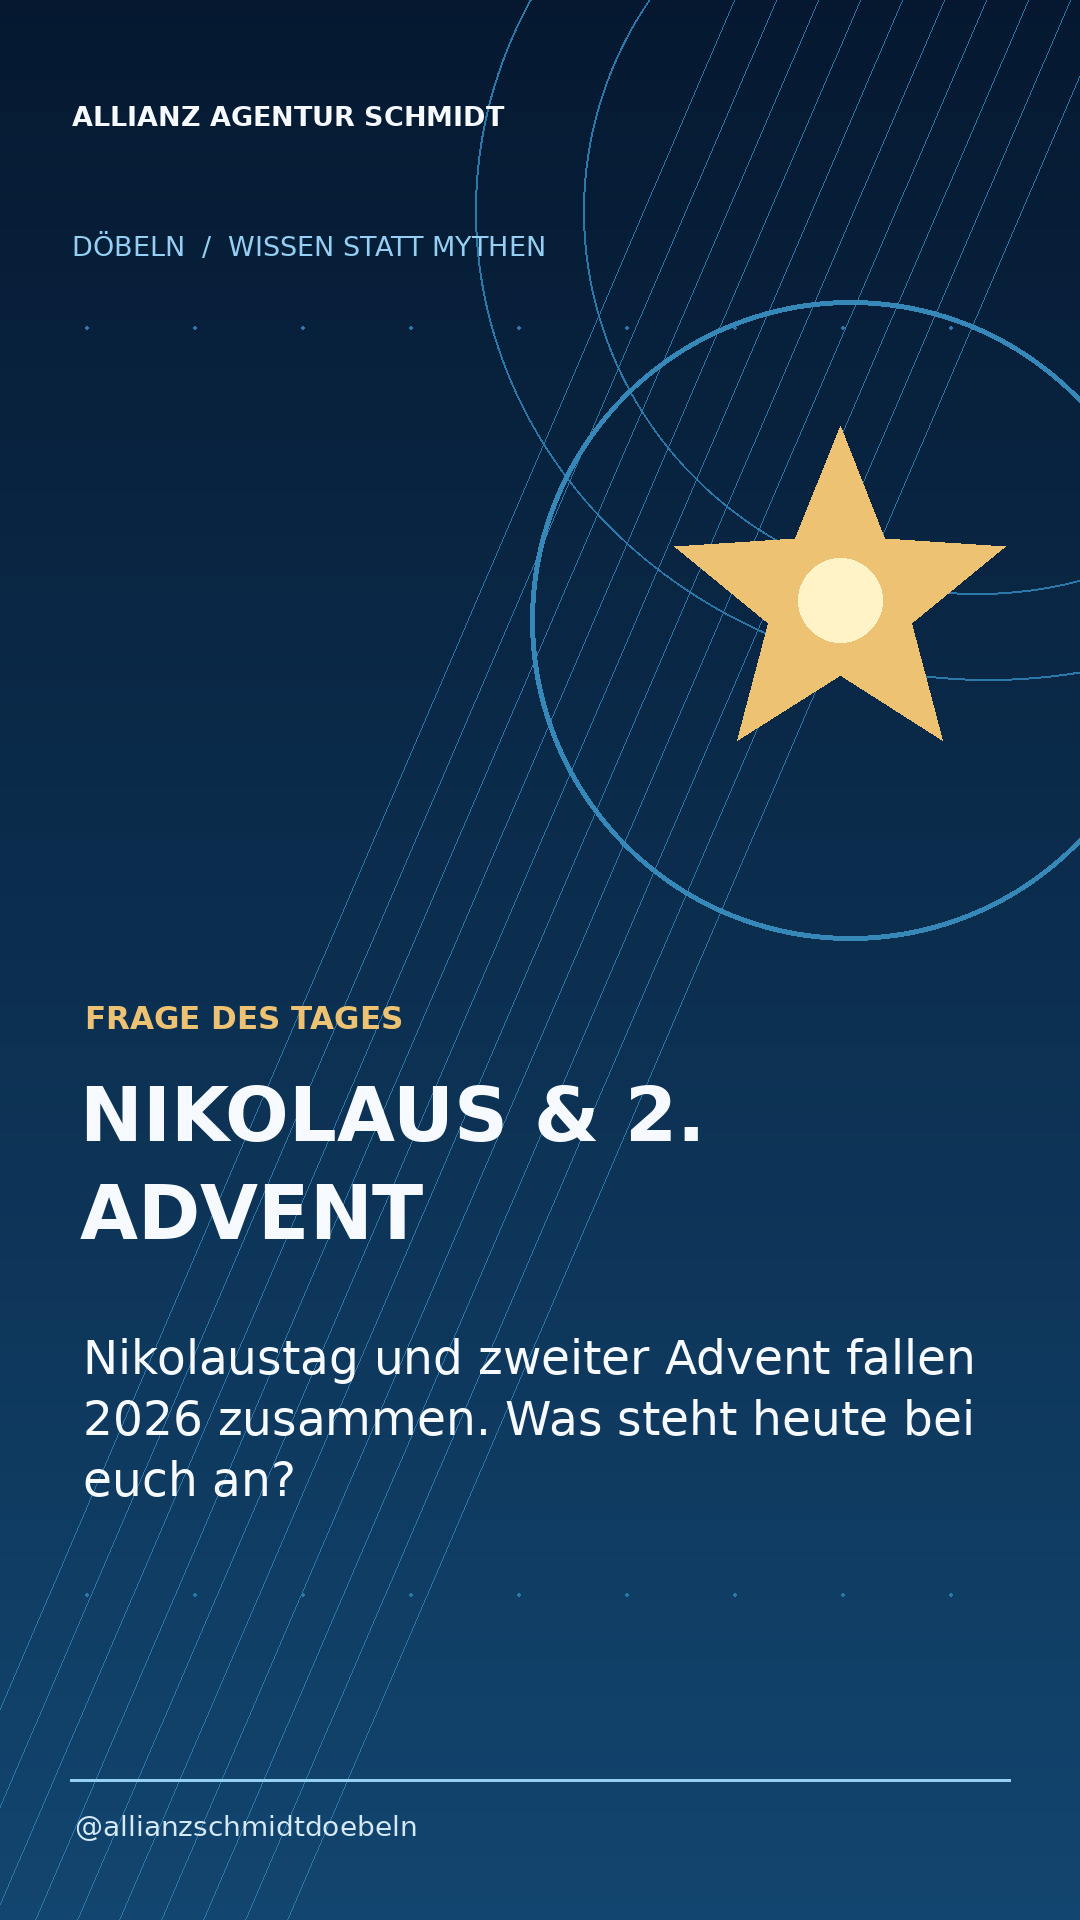 ALLIANZ AGENTUR SCHMIDT
DÖBELN / WISSEN STATT MYTHEN
FRAGE DES TAGES
NIKOLAUS & 2.
ADVENT
Nikolaustag und zweiter Advent fallen
2026 zusammen. Was steht heute bei
euch an?
@allianzschmidtdoebeln